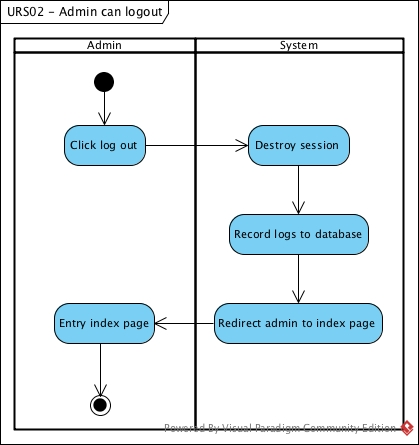 URS02 - Admin can logout
Admin
System
Click log out
Destroy session
Record logs to database
Entry index page
Redirect admin to index page
Powered By Visual Paradigm Community Edition